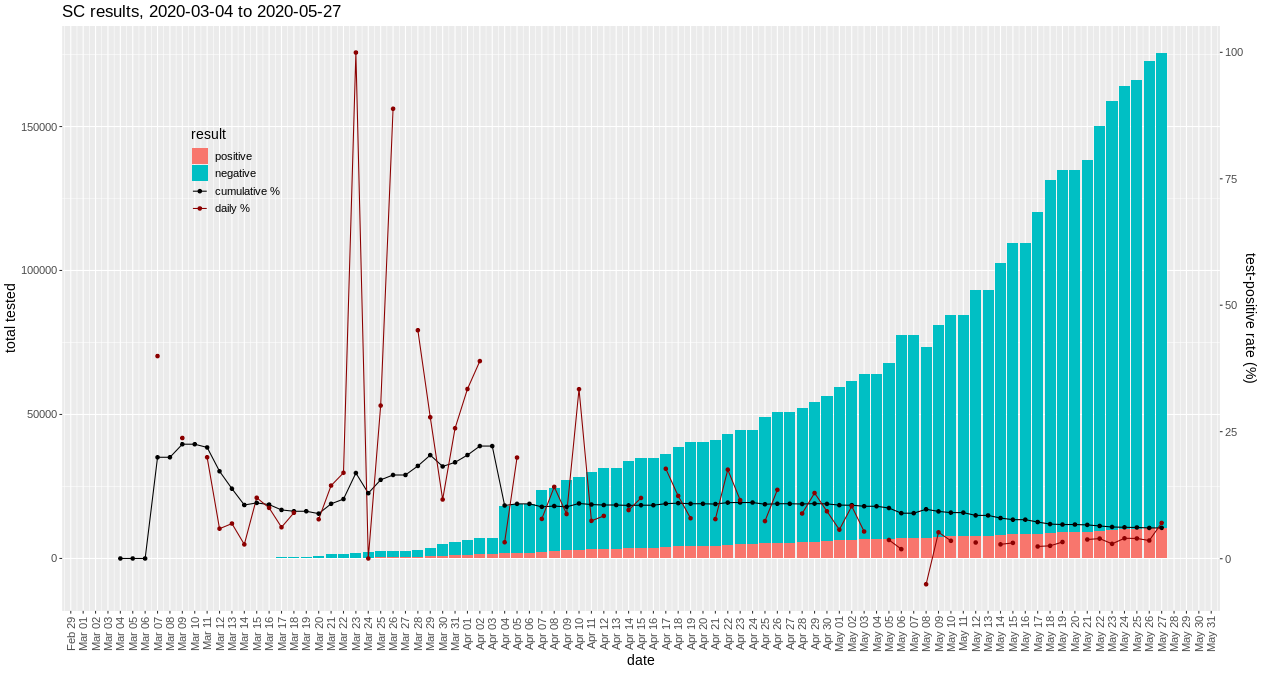 SC results, 2020-03-04 to 2020-05-27
total tested
150000
100000
50000
0
result
positive
negative
cumulative %
daily %
100
75
50
25
0
test-positive rate (%)
Feb 29
Mar 01
Mar 02
Mar 03
Mar 04
Mar 05
Mar 06
Mar 07
Mar 08
Mar 09
Mar 10
Mar 11
Mar 12
Mar 13
Mar 14
Mar 15
Mar 16
Mar 17
Mar 18
Mar 19
Mar 20
Mar 21
Mar 22
Mar 23
Mar 24
Mar 25
Mar 26
Mar 27
Mar 28
Mar 29
Mar 30
Mar 31
Apr 01
Apr 02
Apr 03
Apr 04
Apr 05
Apr 06
Apr 07
Apr 08
Apr 09
Apr 10
Apr 11
Apr 12
Apr 13
Apr 14
Apr 15
Apr 16
Apr 17
Apr 18
Apr 19
Apr 20
Apr 21
Apr 22
Apr 23
Apr 24
Apr 25
Apr 26
Apr 27
Apr 28
Apr 29
Apr 30
May 01
May 02
May 03
May 04
May 05
May 06
May 07
May 08
May 09
May 10
May 11
May 12
May 13
May 14
May 15
May 16
May 17
May 18
May 19
May 20
May 21
May 22
May 23
May 24
May 25
May 26
May 27
May 28
May 29
May 30
May 31
date